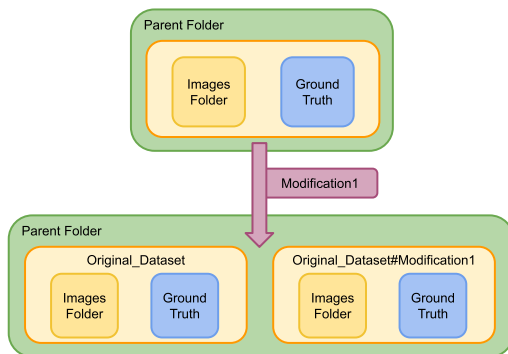 Parent Folder
Images
Folder
Ground
Truth
Modification1
Parent Folder
Original_Dataset
Images
Folder
Ground
Truth
Original_Dataset#Modification1
Images
Folder
Ground
Truth